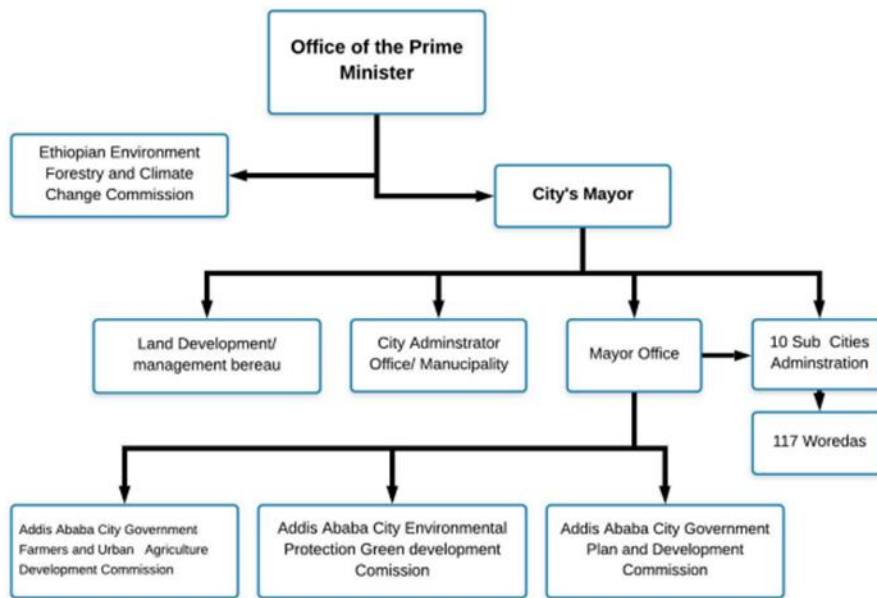 Office of the Prime
Minister
Ethiopian Environment
Forestry and Climate
Change Commission
City's Mayor
Land Development/
management bereau
City Adminstrator
Office/ Manucipality
Mayor Office
10 Sub Cities
Adminstration
117 Woredas
Addis Ababa City Government
Farmers and Urban Agriculture
Development Commission
Addis Ababa City Environmental
Protection Green development
Comission
Addis Ababa City Government
Plan and Development
Commission